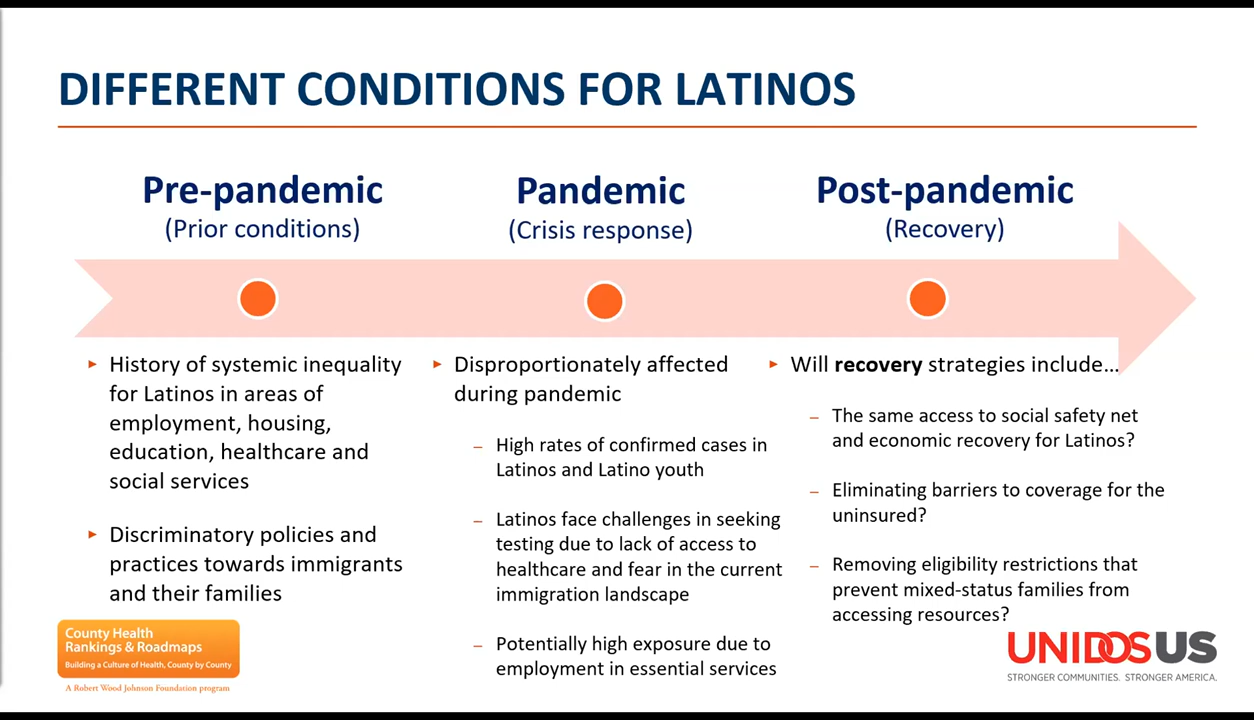 DIFFERENT CONDITIONS FOR LATINOS
Pre-pandemic
(Prior conditions)
Pandemic
(Crisis response)
Post-pandemic
(Recovery)
▸ History of systemic inequality
for Latinos in areas of
employment, housing,
education, healthcare and
social services
▸ Discriminatory policies and
practices towards immigrants
and their families
▸ Disproportionately affected
during pandemic
– High rates of confirmed cases in
Latinos and Latino youth
– Latinos face challenges in seeking
testing due to lack of access to
healthcare and fear in the current
immigration landscape
– Potentially high exposure due to
employment in essential services
▸ Will recovery strategies include...
– The same access to social safety net
and economic recovery for Latinos?
– Eliminating barriers to coverage for the
uninsured?
– Removing eligibility restrictions that
prevent mixed-status families from
accessing resources?
County Health
Rankings & Roadmaps
Building a Culture of Health, County by County
A Robert Wood Johnson Foundation program
UNIDOSUS
STRONGER COMMUNITIES. STRONGER AMERICA.